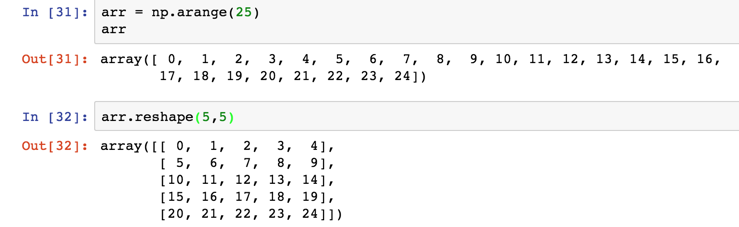 In [31]: arr = np.arange(25)
arr
Out[31]: array([ 0,  1,  2,  3,  4,  5,  6,  7,  8,  9, 10, 11, 12, 13, 14, 15, 16,
17, 18, 19, 20, 21, 22, 23, 24])
In [32]: arr.reshape(5,5)
Out[32]: array([[ 0,  1,  2,  3,  4],
[ 5,  6,  7,  8,  9],
[10, 11, 12, 13, 14],
[15, 16, 17, 18, 19],
[20, 21, 22, 23, 24]])